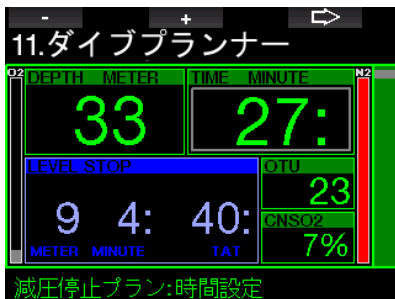 - + ⇨
11.ダイブプランナー
O2 DEPTH METER TIME MINUTE N2
33 27:
LEVEL STOP OTU
23
9 4: 40: CNSO2
METER MINUTE TAT 7%
減圧停止プラン:時間設定